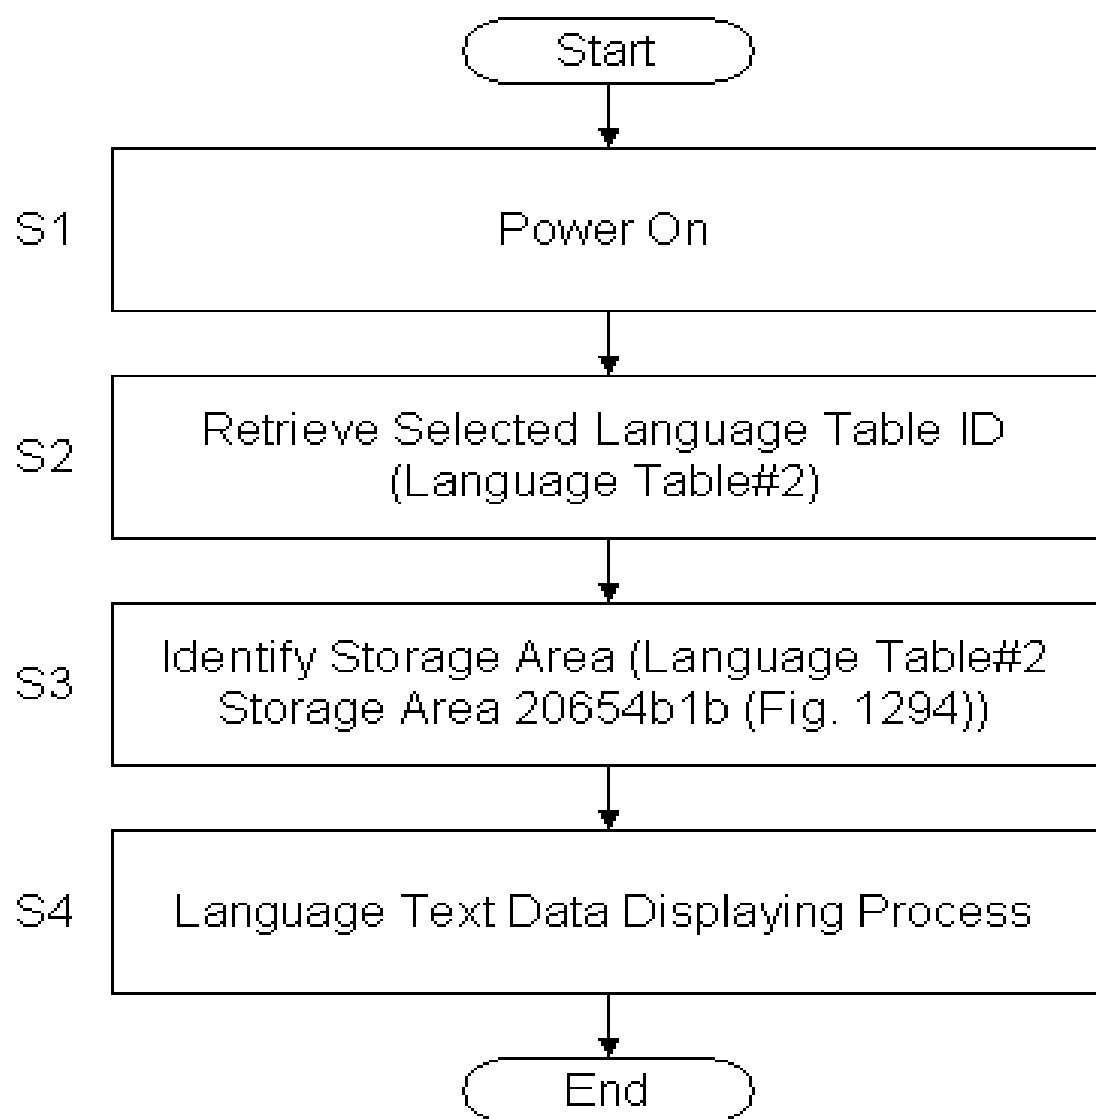 Start
S1
Power On
S2
Retrieve Selected Language Table ID
(Language Table#2)
S3
Identify Storage Area (Language Table#2
Storage Area 20654b1b (Fig. 1294))
S4
Language Text Data Displaying Process
End